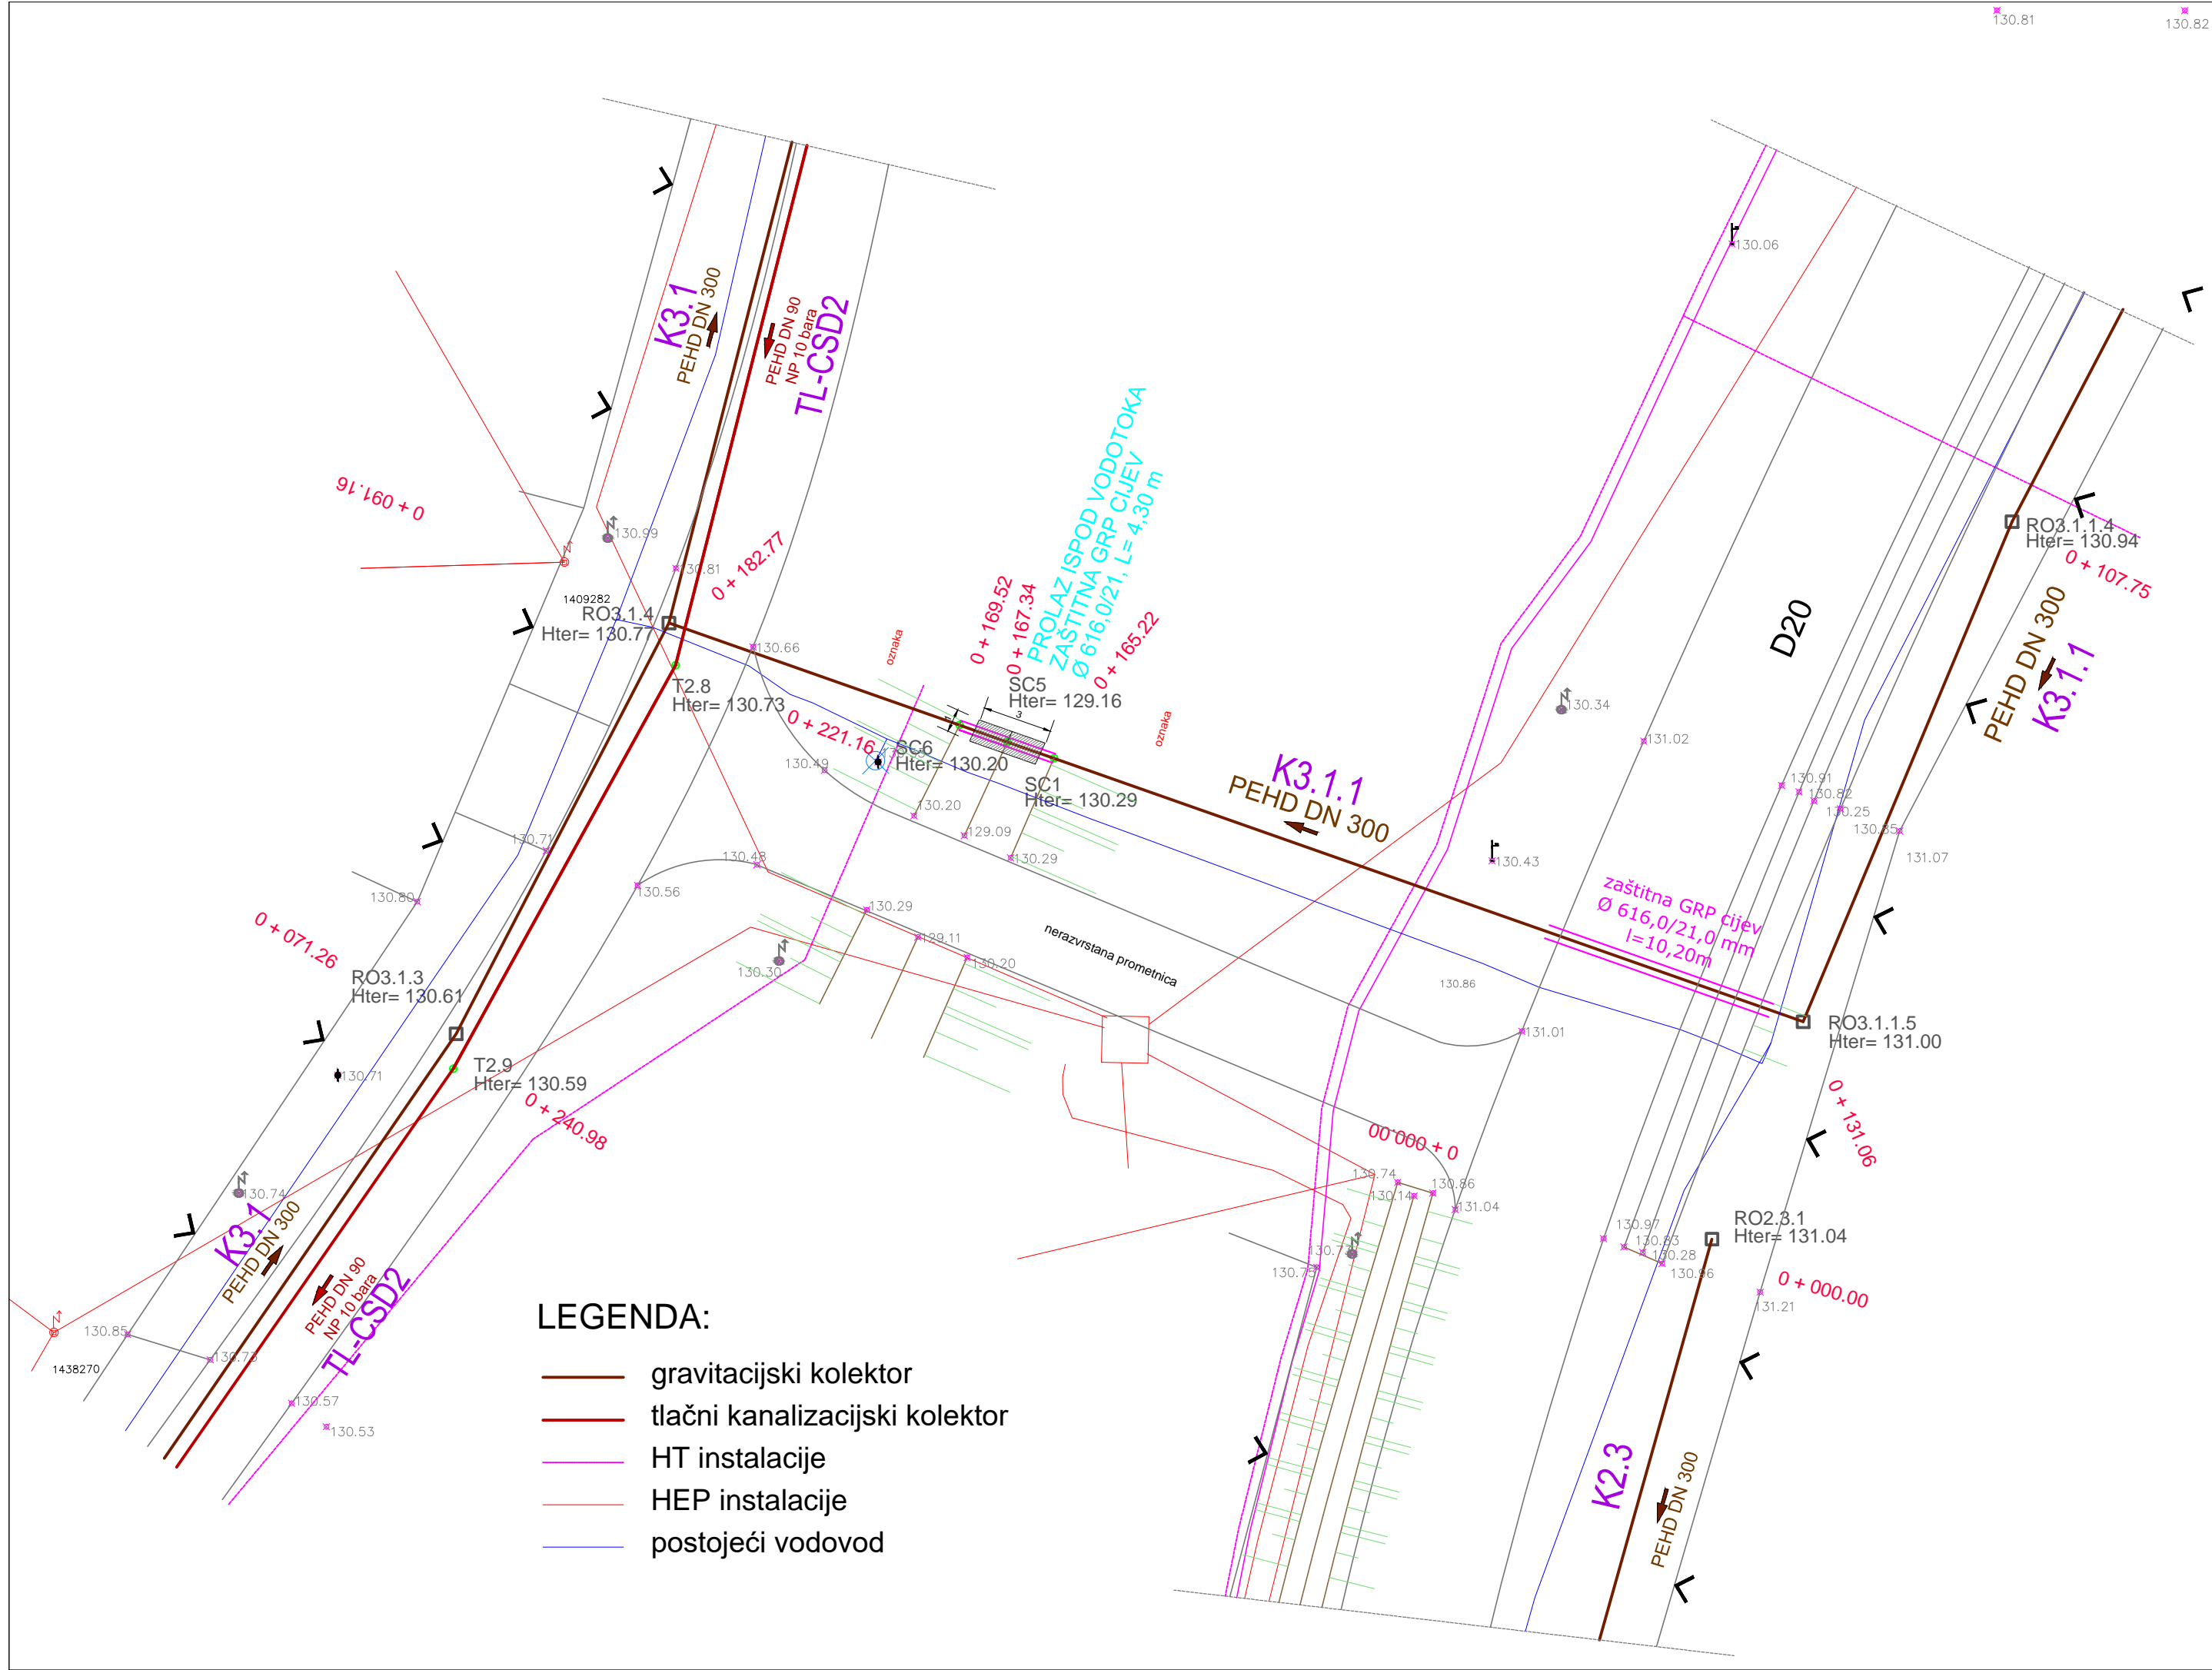 130.81
130.82
130.06
K3.1
PEHD DN 300
PEHD DN 90
NP 10 bara
TL-CSD2
0 + 091.16
130.99
130.81
0 + 182.77
1409282
RO3.1.4
Hter= 130.77
130.66
T2.8
Hter= 130.73
oznaka
0 + 169.52
0 + 167.34
PROLAZ ISPOD VODOTOKA
ZAŠTITNA GRP CIJEV
Ø 616,0/21, L= 4,30 m
0 + 165.22
SC5
Hter= 129.16
3
oznaka
0 + 221.16
SC6
Hter= 130.20
SC1
Hter= 130.29
130.49
130.20
129.09
130.29
K3.1.1
PEHD DN 300
130.34
131.02
D20
RO3.1.1.4
Hter= 130.94
0 + 107.75
PEHD DN 300
K3.1.1
130.91
130.82
130.25
130.85
131.07
130.43
zaštitna GRP cijev
Ø 616,0/21,0 mm
l=10,20m
130.71
130.48
130.56
130.80
130.29
129.11
130.20
130.30
nerazvrstana prometnica
130.86
131.01
RO3.1.1.5
Hter= 131.00
0 + 131.06
0 + 071.26
RO3.1.3
Hter= 130.61
T2.9
Hter= 130.59
0 + 240.98
130.71
130.74
K3.1
PEHD DN 300
PEHD DN 90
NP 10 bara
TL-CSD2
0 + 000.00
130.74
130.14
130.86
131.04
130.75
130.97
130.83
130.28
130.96
RO2.3.1
Hter= 131.04
0 + 000.00
131.21
130.85
130.73
1438270
130.57
130.53
K2.3
PEHD DN 300
LEGENDA:
gravitacijski kolektor
tlačni kanalizacijski kolektor
HT instalacije
HEP instalacije
postojeći vodovod